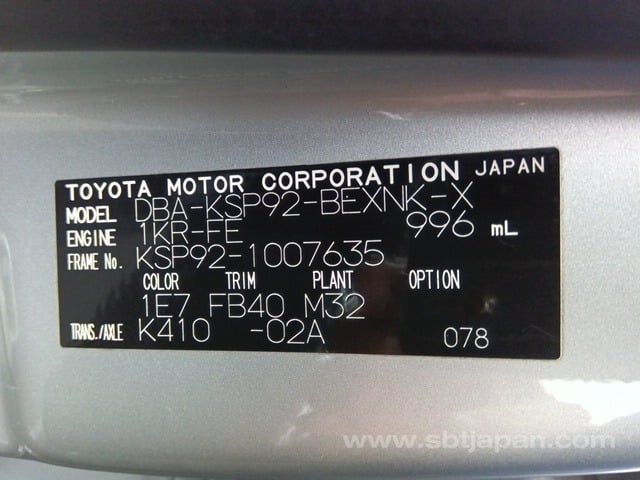 TOYOTA MOTOR CORPORATION JAPAN
MODEL DBA-KSP92-BEXNK-X
ENGINE 1KR-FE 996 mL
FRAME No. KSP92-1007635
COLOR TRIM PLANT OPTION
1E7 FB40 M32
TRANS./AXLE K410 -02A 078
www.sbtjapan.com